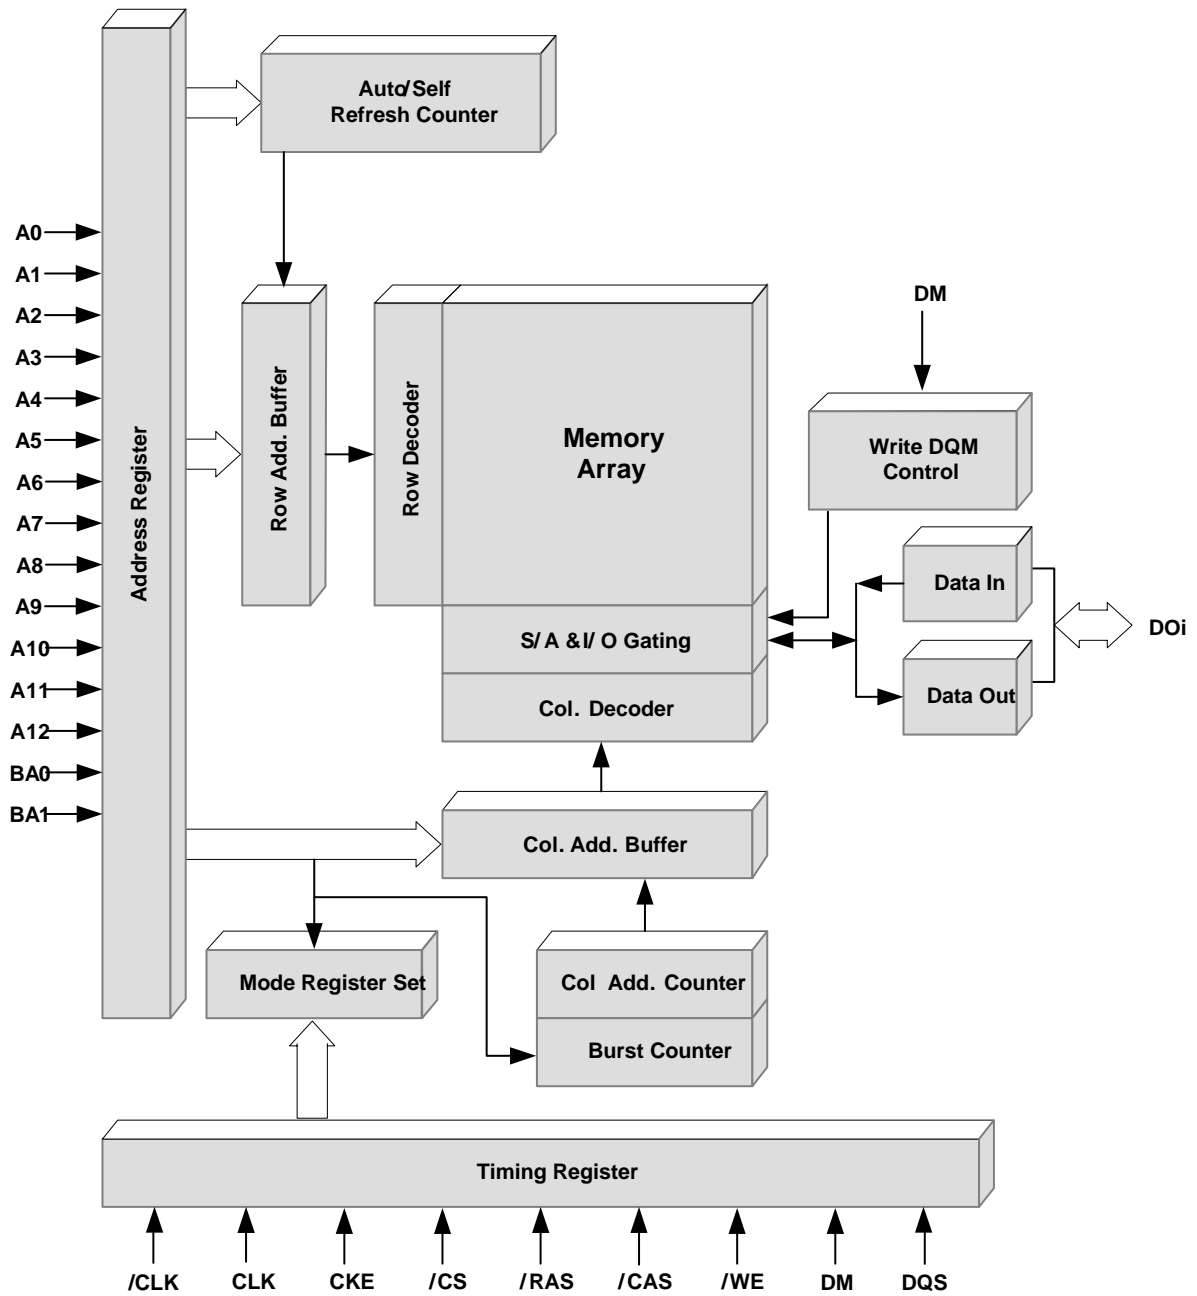 Auto/Self
Refresh Counter
A0
A1
A2
A3
A4
A5
A6
A7
A8
A9
A10
A11
A12
BA0
BA1
Address Register
Row Add. Buffer
Row Decoder
Memory
Array
DM
Write DQM
Control
Data In
Data Out
DOi
S/ A &I/ O Gating
Col. Decoder
Col. Add. Buffer
Mode Register Set
Col Add. Counter
Burst Counter
Timing Register
/CLK
CLK
CKE
/CS
/RAS
/CAS
/WE
DM
DQS